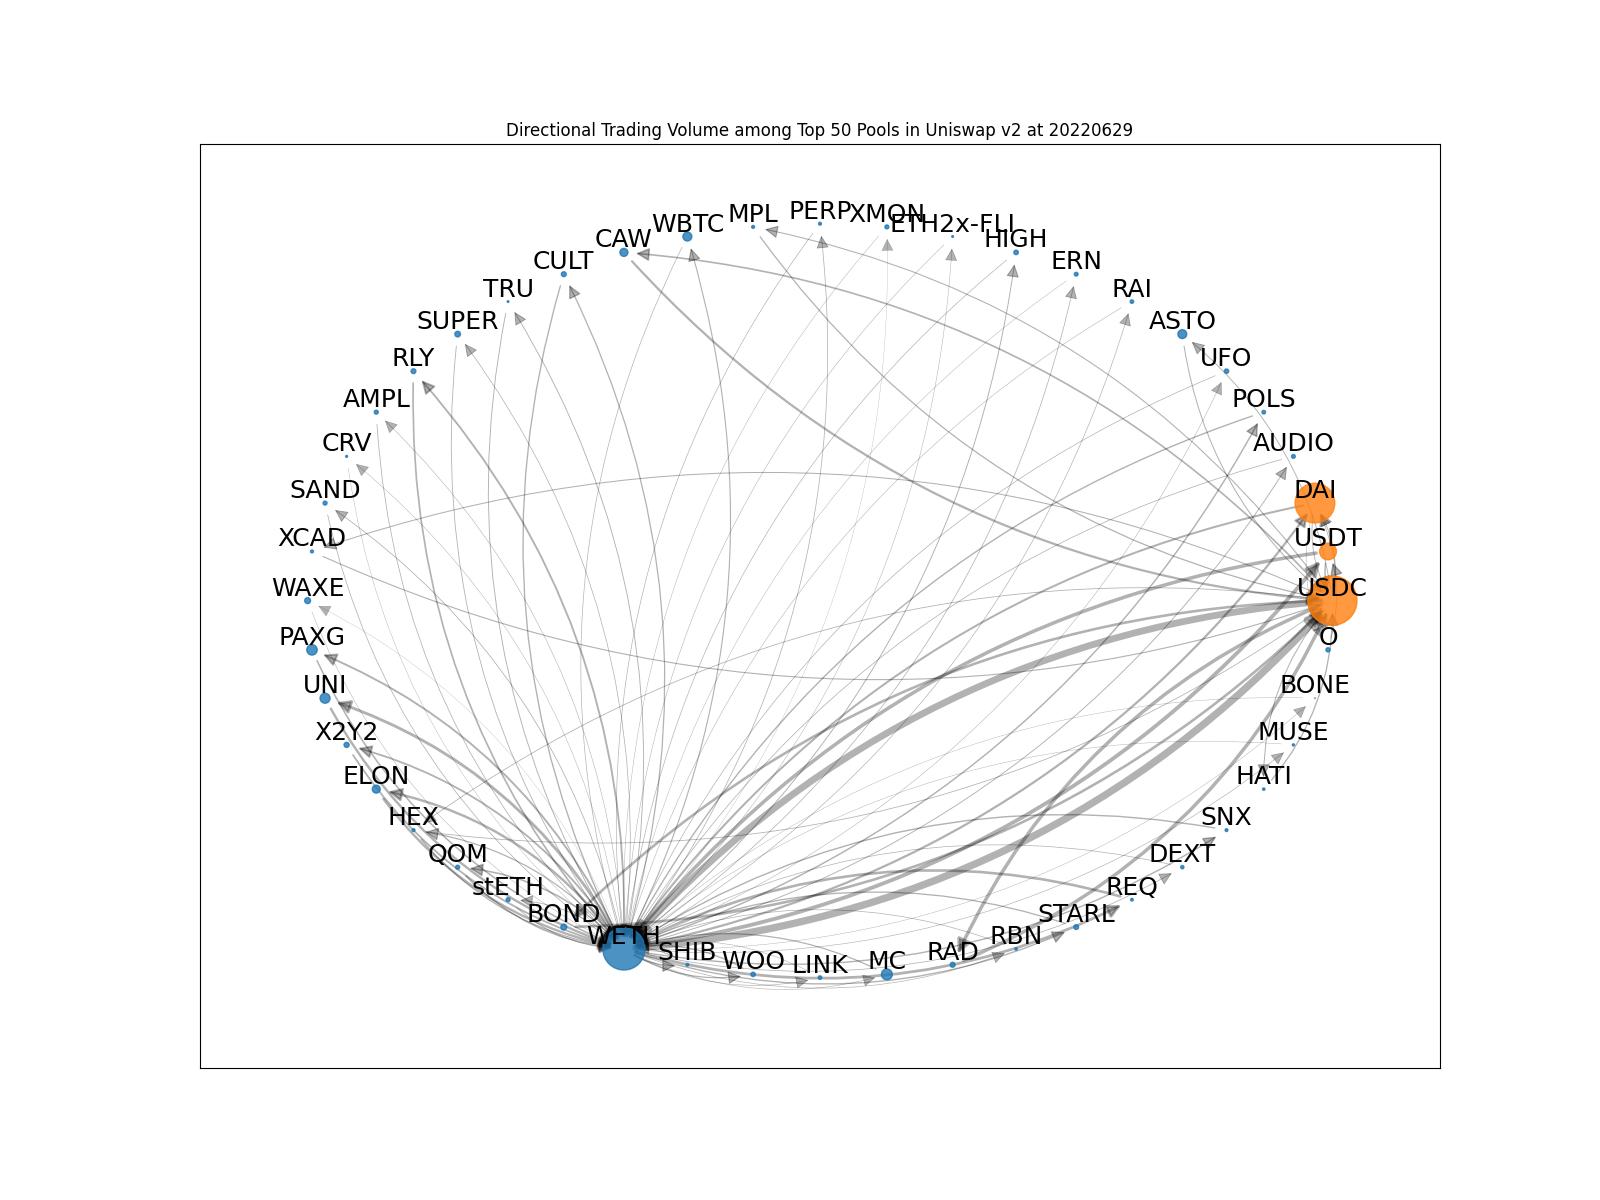 Directional Trading Volume among Top 50 Pools in Uniswap v2 at 20220629
MPL
PERP
XMON
WBTC
ETH2x-FLI
CAW
HIGH
CULT
ERN
TRU
RAI
SUPER
ASTO
RLY
UFO
AMPL
POLS
CRV
AUDIO
SAND
DAI
XCAD
USDT
WAXE
USDC
PAXG
O
UNI
BONE
X2Y2
MUSE
ELON
HATI
HEX
SNX
QOM
DEXT
stETH
REQ
BOND
STARL
WETH
RBN
SHIB
RAD
WOO
MC
LINK